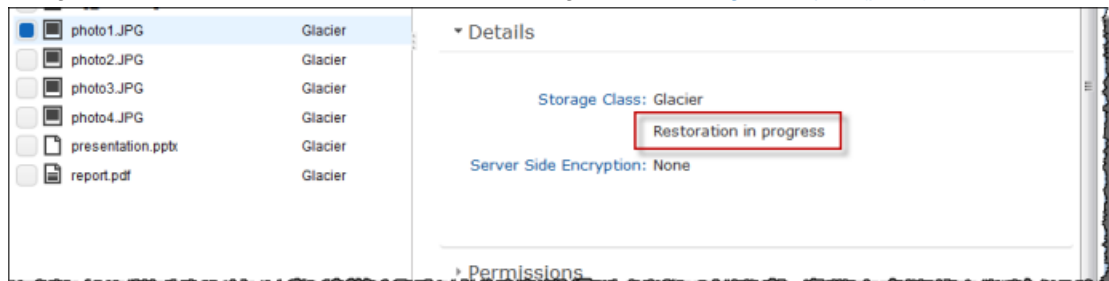 photo1.JPG Glacier
photo2.JPG Glacier
photo3.JPG Glacier
photo4.JPG Glacier
presentation.pptx Glacier
report.pdf Glacier
Details
Storage Class: Glacier
Restoration in progress
Server Side Encryption: None
Permissions